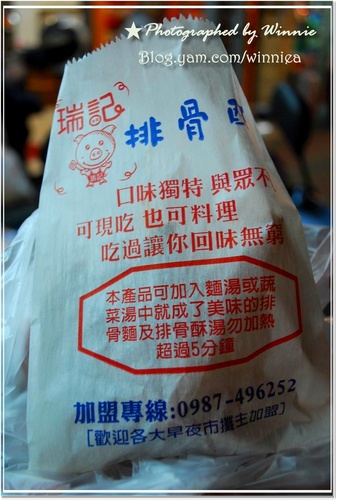 ★ Photographed by Winnie
Blog.yam.com/winniea
瑞記
排骨
口味獨特 與眾不
可現吃 也可料理
吃過讓你回味無窮
本產品可加入麵湯或蔬
菜湯中就成了美味的排
骨麵及排骨酥湯勿加熱
超過5分鐘
加盟專線:0987-496252
[歡迎各大早夜市攤主加盟]